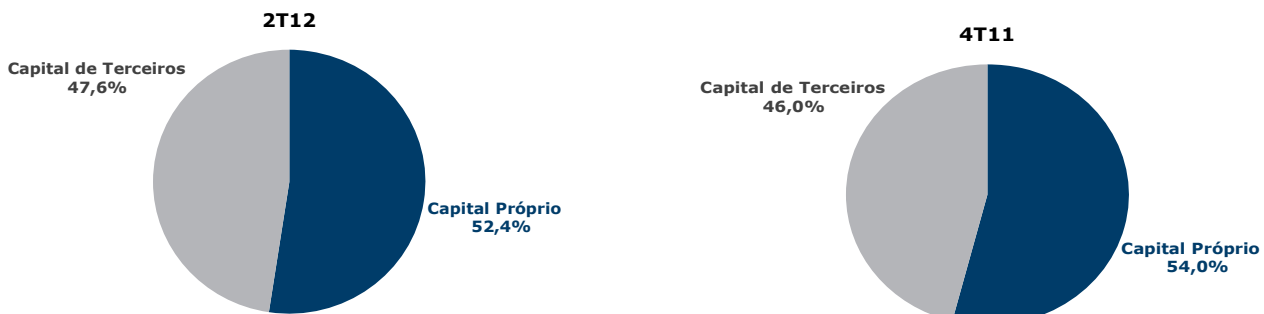 2T12
Capital de Terceiros
47,6%
Capital Próprio
52,4%
4T11
Capital de Terceiros
46,0%
Capital Próprio
54,0%